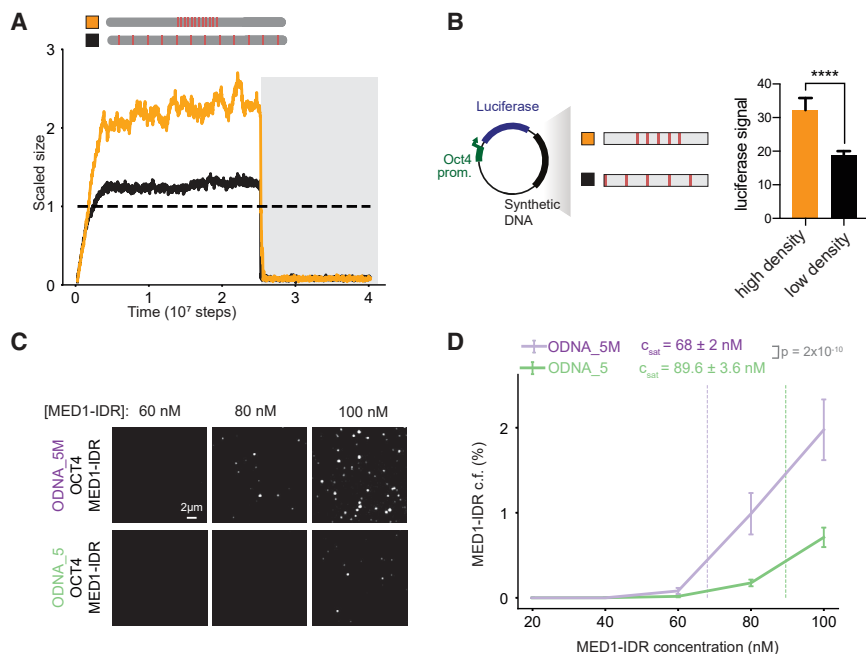 A
3
2
1
0
Scaled size
0
1
2
3
4
Time (10⁷ steps)
B
Luciferase
Oct4
prom.
Synthetic
DNA
luciferase signal
40
30
20
10
0
****
high density
low density
C
[MED1-IDR]: 60 nM 80 nM 100 nM
ODNA_5M
OCT4
MED1-IDR
2μm
ODNA_5
OCT4
MED1-IDR
D
ODNA_5M c_sat = 68 ± 2 nM
ODNA_5 c_sat = 89.6 ± 3.6 nM
p = 2x10⁻¹⁰
MED1-IDR c.f. (%)
2
1
0
20 40 60 80 100
MED1-IDR concentration (nM)